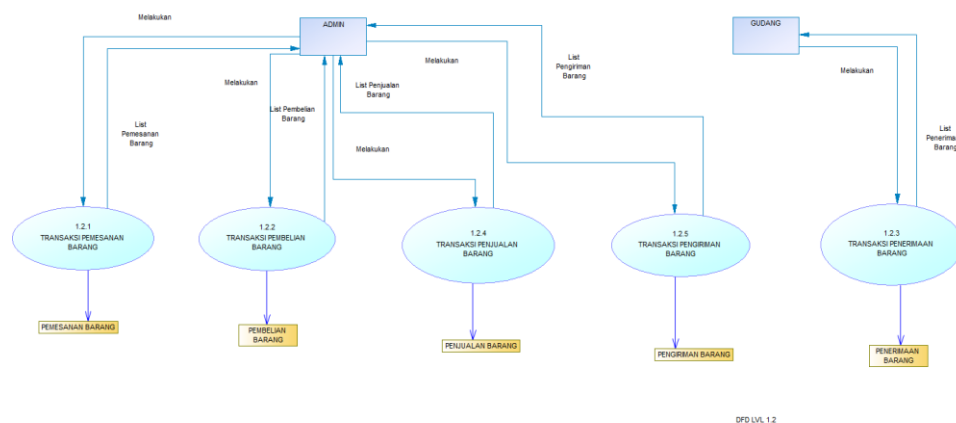 Melakukan
ADMIN
GUDANG
List
Pengiriman
Barang
Melakukan
Melakukan
List Penjualan
Barang
Melakukan
List Pembelian
Barang
List
Pemesanan
Barang
Melakukan
List
Barang
1.2.1
TRANSAKSI PEMESANAN
BARANG
1.2.2
TRANSAKSI PEMBELIAN
BARANG
1.2.4
TRANSAKSI PENJUALAN
BARANG
1.2.5
TRANSAKSI PENGIRIMAN
BARANG
1.2.3
TRANSAKSI PENERIMAAN
BARANG
PEMESANAN BARANG
PEMBELIAN
BARANG
PENJUALAN BARANG
PENGIRIMAN BARANG
PENERIMAAN
BARANG
DFD LVL 1.2